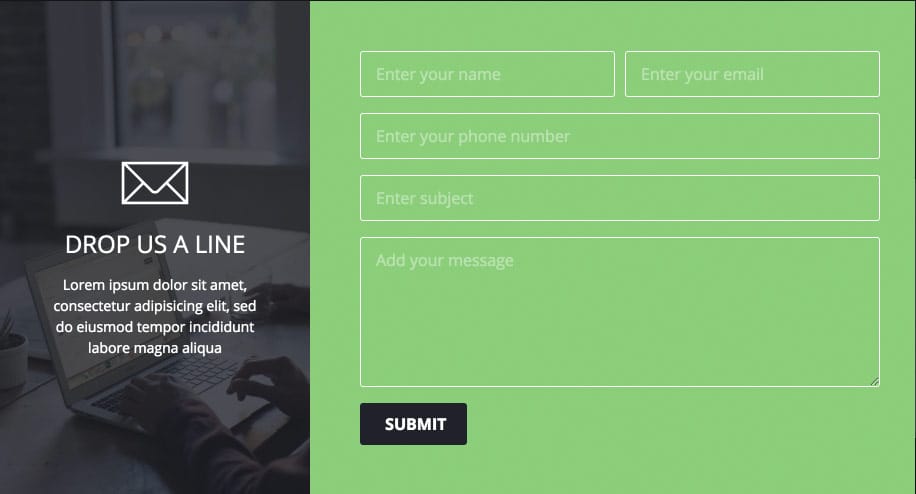 DROP US A LINE
Lorem ipsum dolor sit amet,
consectetur adipisicing elit, sed
do eiusmod tempor incididunt
labore magna aliqua
Enter your name
Enter your email
Enter your phone number
Enter subject
Add your message
SUBMIT